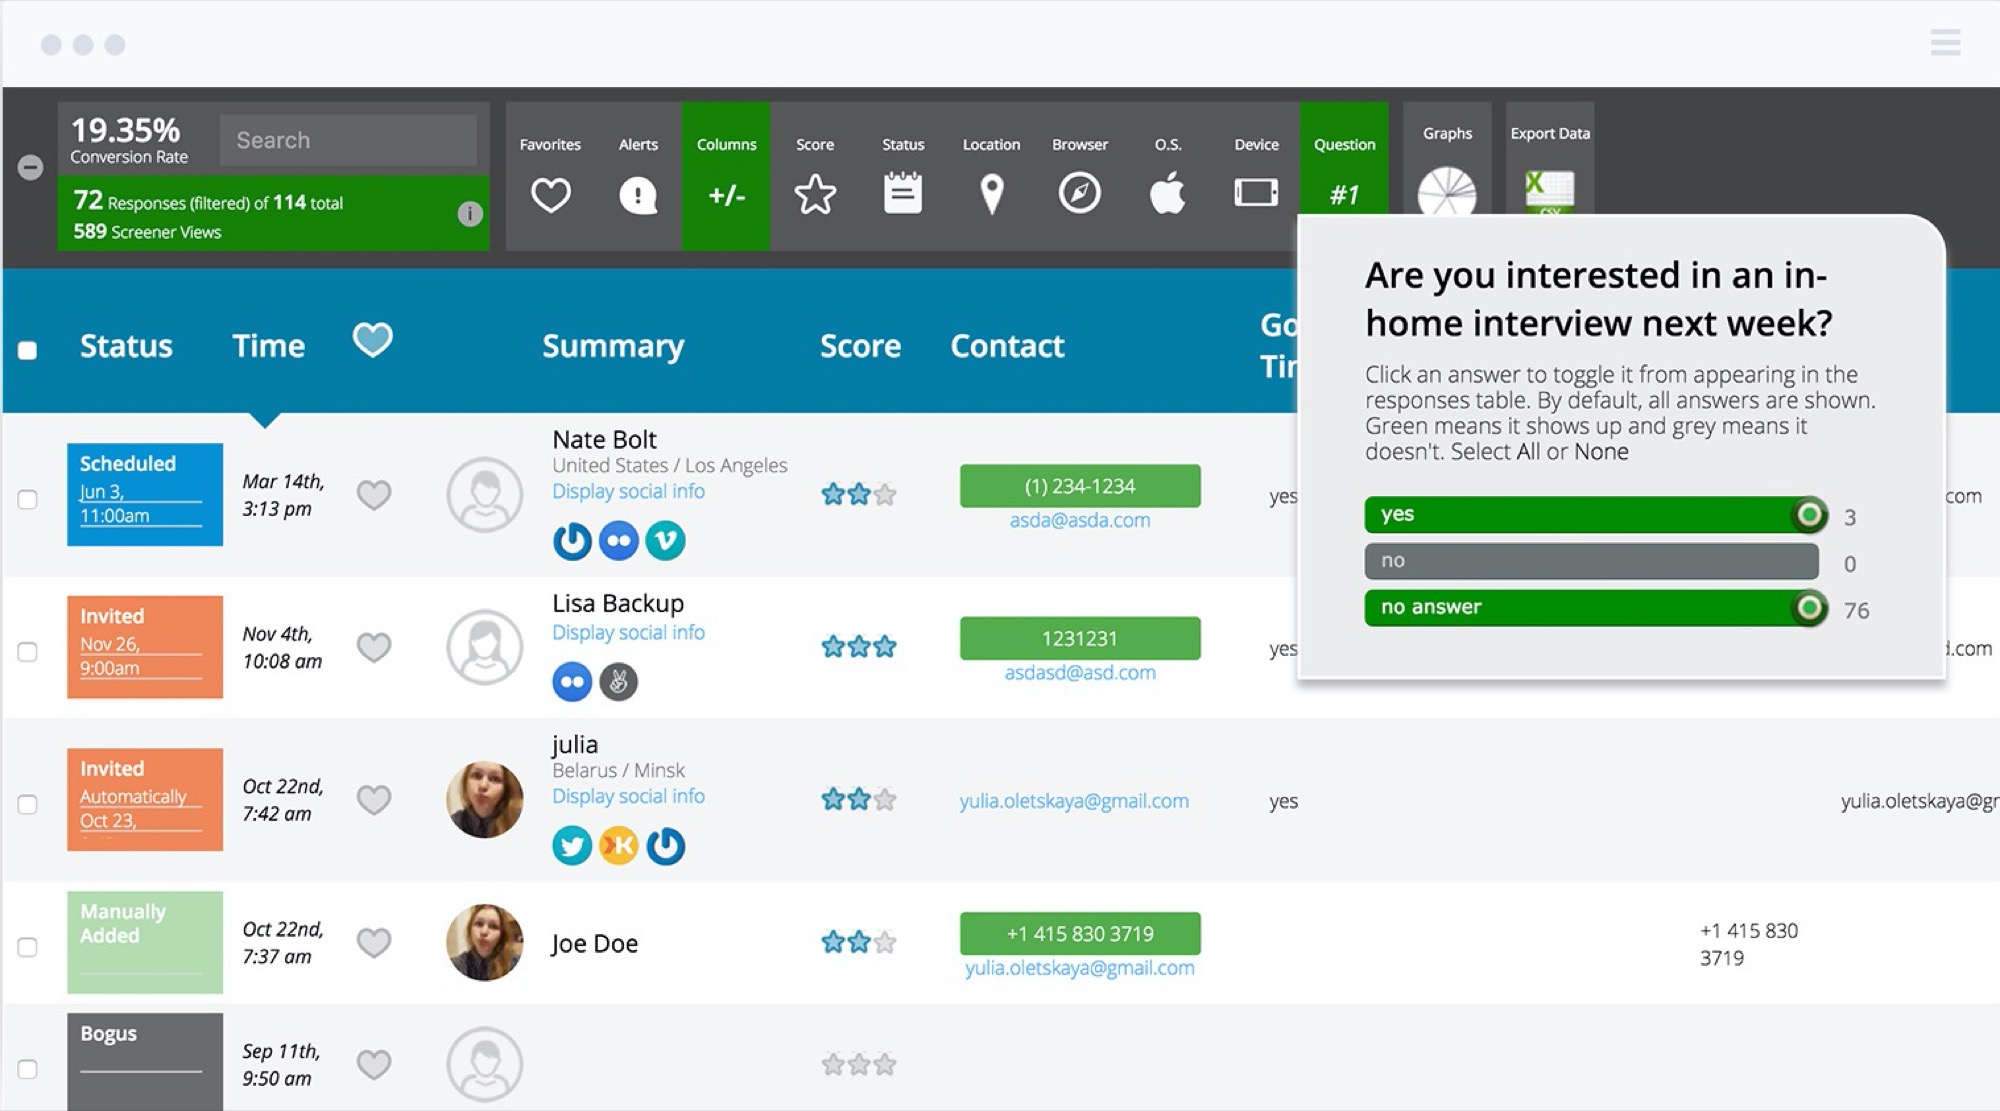 19.35%
Conversion Rate
Search
72 Responses (filtered) of 114 total
589 Screener Views
i
Favorites
Alerts
Columns
+/-
Score
Status
Location
Browser
O.S.
Device
Question
#1
Graphs
Export Data
X
CSV
Status
Time
Summary
Score
Contact
Go
Tir
Are you interested in an in-
home interview next week?
Click an answer to toggle it from appearing in the
responses table. By default, all answers are shown.
Green means it shows up and grey means it
doesn't. Select All or None
yes 3
no 0
no answer 76
Scheduled
Jun 3,
11:00am
Mar 14th,
3:13 pm
Nate Bolt
United States / Los Angeles
Display social info
(1) 234-1234
asda@asda.com
yes
com
Invited
Nov 26,
9:00am
Nov 4th,
10:08 am
Lisa Backup
Display social info
1231231
asdasd@asd.com
yes
d.com
Invited
Automatically
Oct 23,
Oct 22nd,
7:42 am
julia
Belarus / Minsk
Display social info
K
yulia.oletskaya@gmail.com
yes
yulia.oletskaya@gr
Manually
Added
Oct 22nd,
7:37 am
Joe Doe
+1 415 830 3719
yulia.oletskaya@gmail.com
+1 415 830
3719
Bogus
Sep 11th,
9:50 am